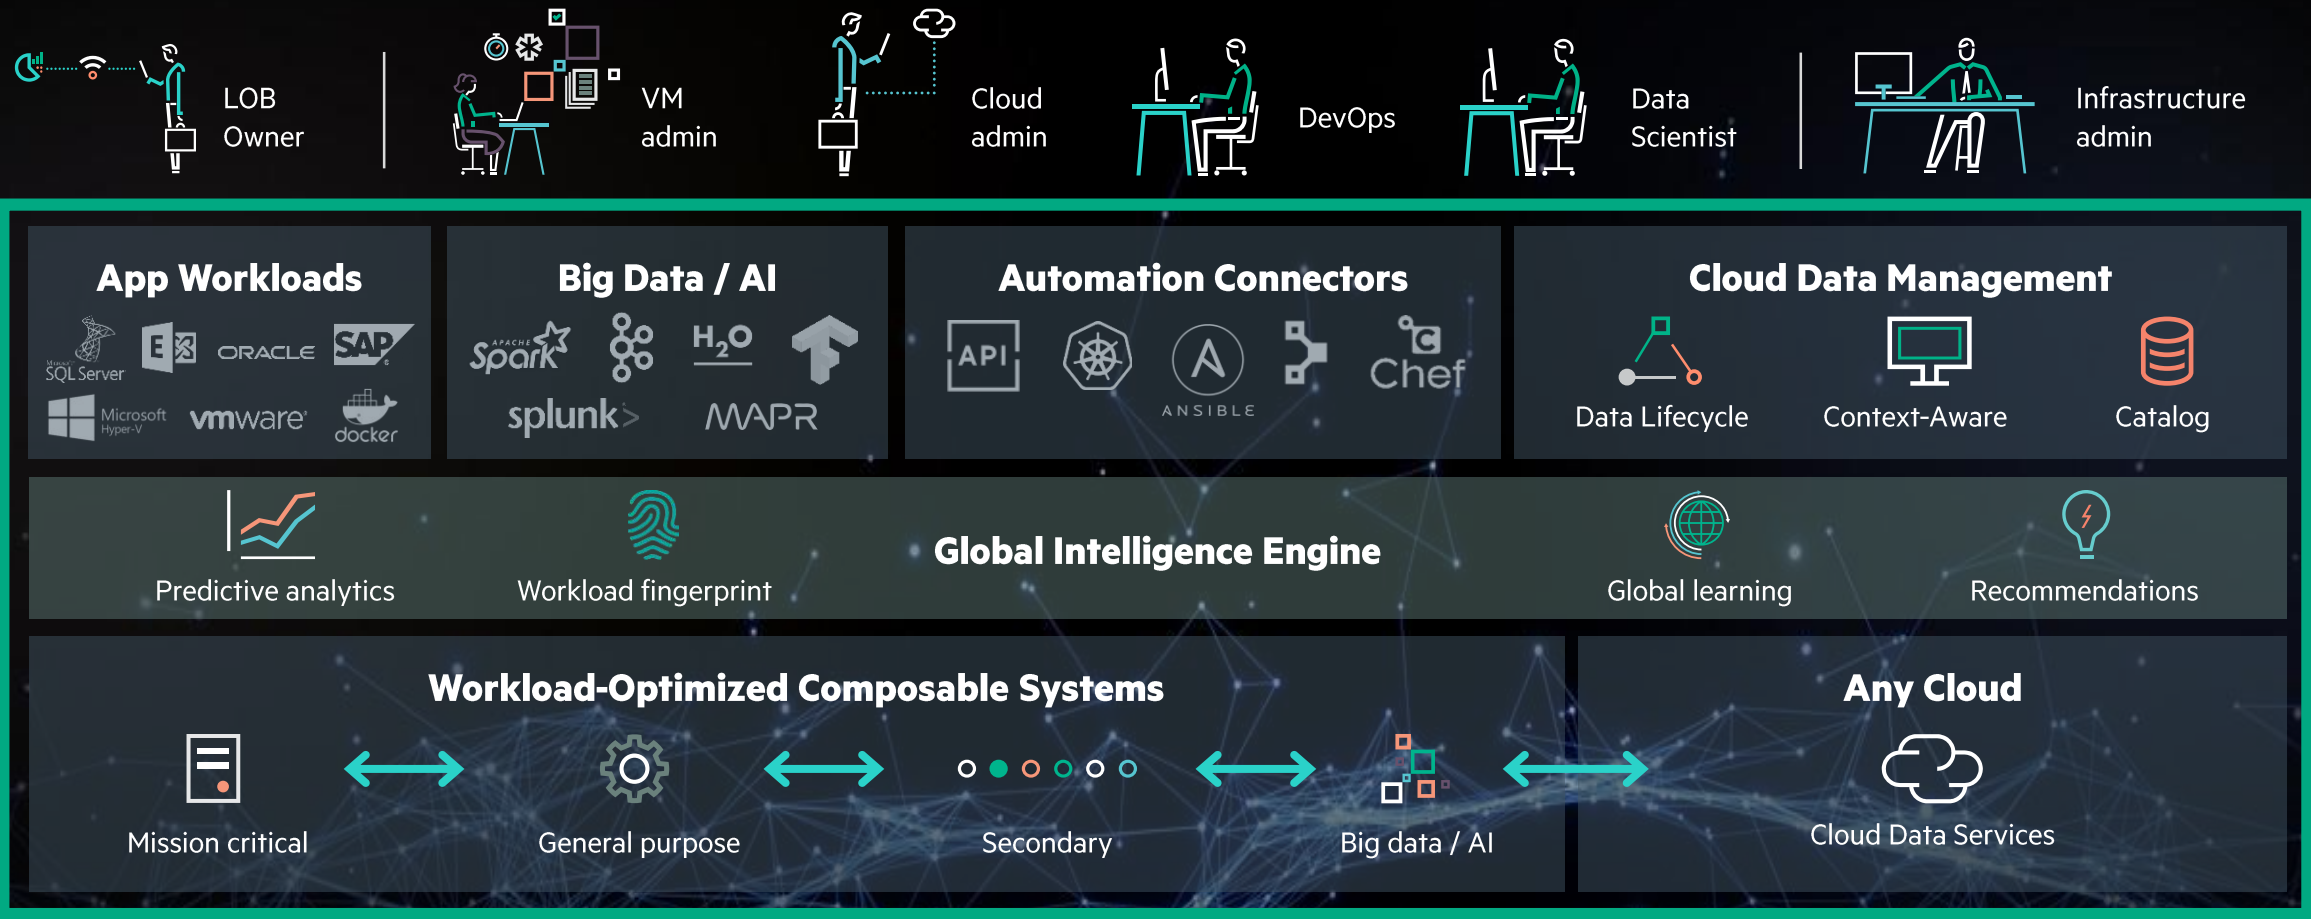 LOB
Owner
VM
admin
Cloud
admin
DevOps
Data
Scientist
Infrastructure
admin
App Workloads
Microsoft
SQL Server
E
ORACLE
SAP
Microsoft
Hyper-V
vmware
docker
Big Data / AI
APACHE
Spark
H2O
splunk>
MAPR
Automation Connectors
API
A
ANSIBLE
C
Chef
Cloud Data Management
Data Lifecycle
Context-Aware
Catalog
Global Intelligence Engine
Predictive analytics
Workload fingerprint
Global learning
Recommendations
Workload-Optimized Composable Systems
Mission critical
General purpose
Secondary
Big data / AI
Any Cloud
Cloud Data Services